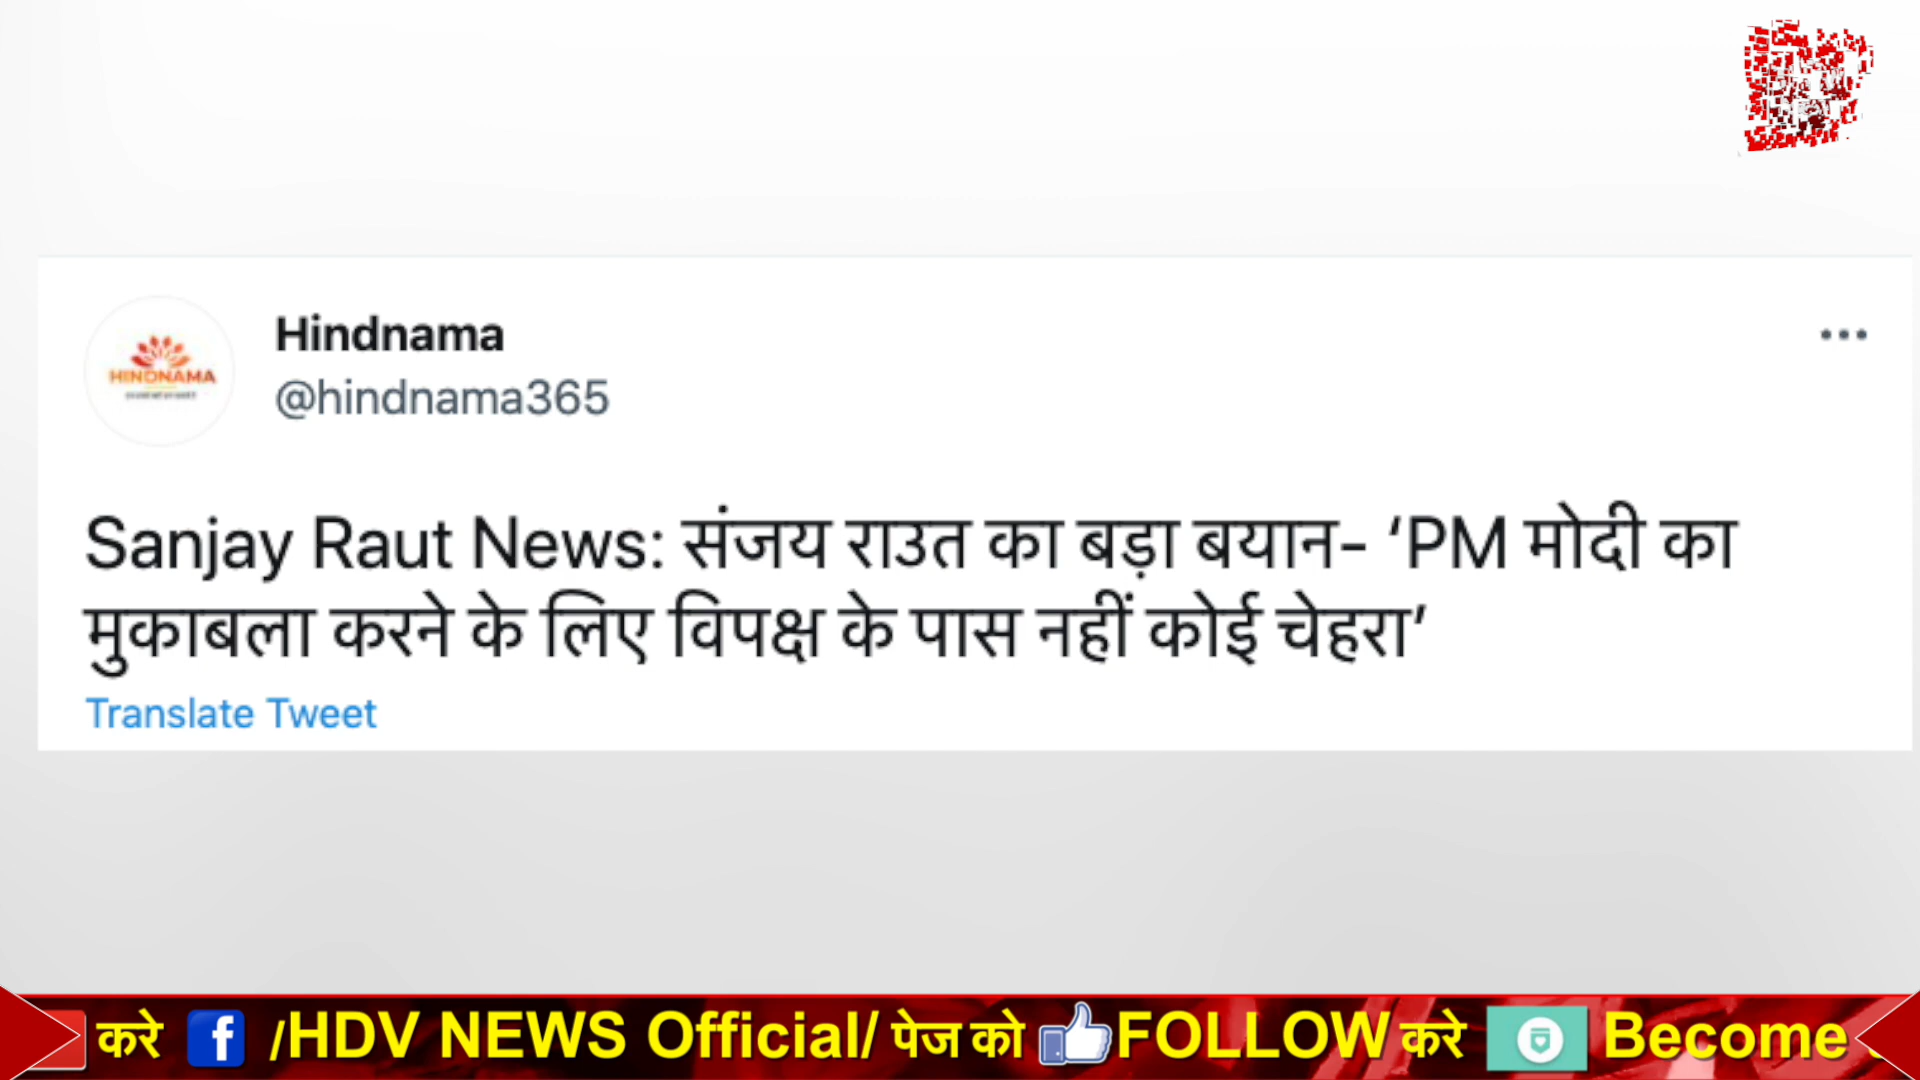 HINDNAMA
Hindnama
@hindnama365
Sanjay Raut News: संजय राउत का बड़ा बयान- ‘PM मोदी का
मुकाबला करने के लिए विपक्ष के पास नहीं कोई चेहरा’
Translate Tweet
करे /HDV NEWS Official/ पेज को FOLLOW करे Become